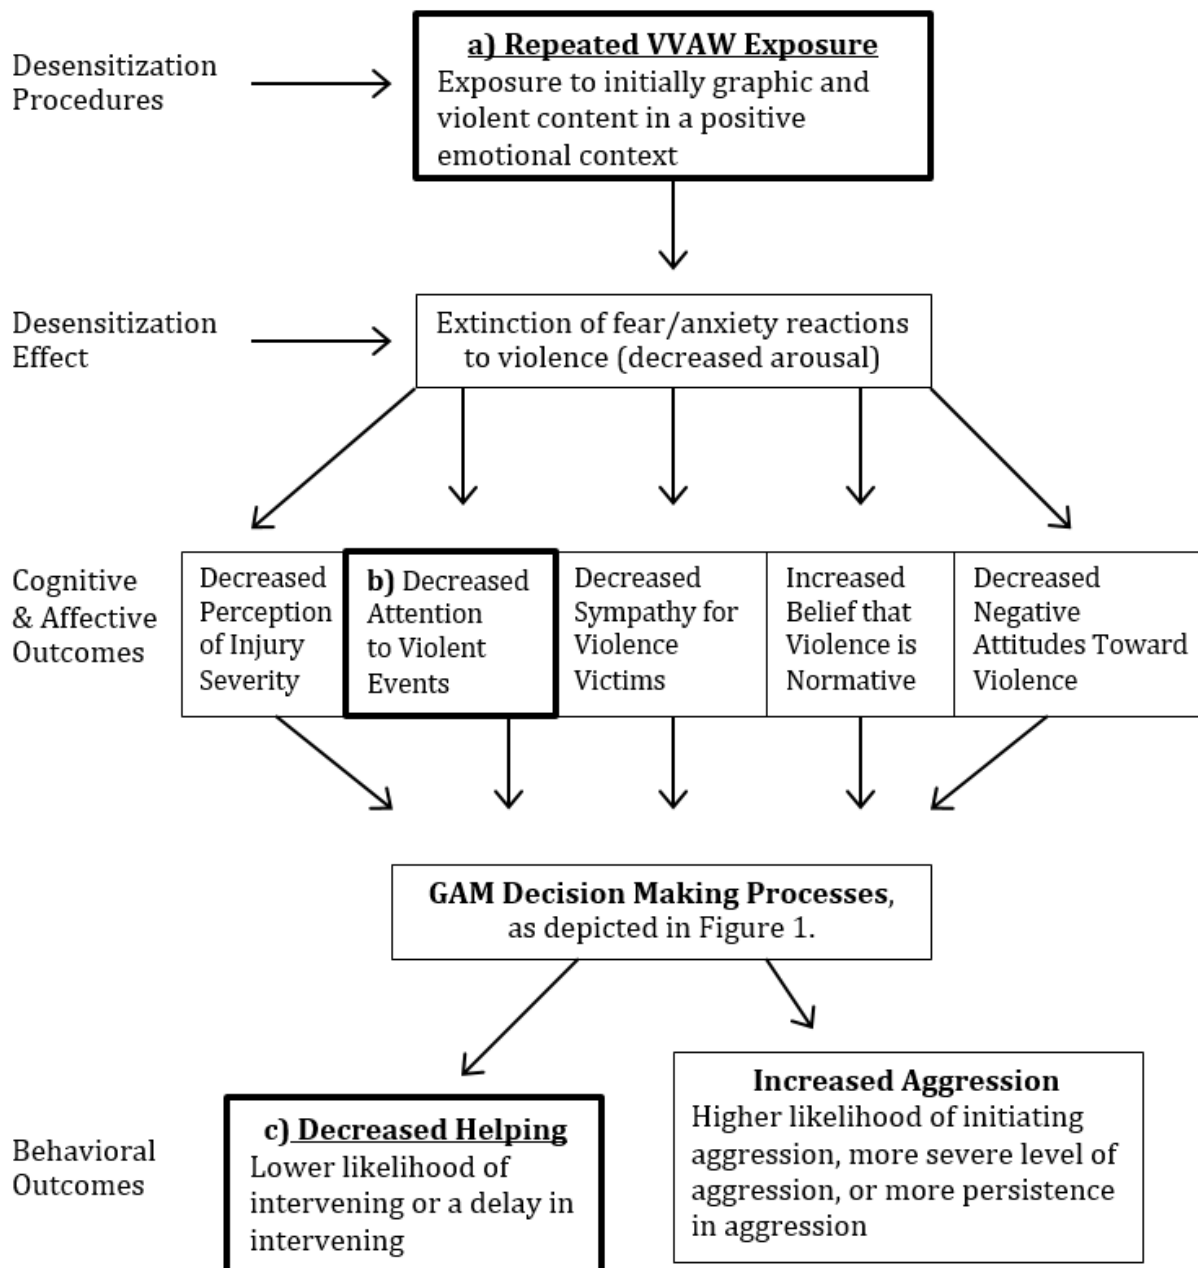 Desensitization
Procedures
a) Repeated VVAW Exposure
Exposure to initially graphic and
violent content in a positive
emotional context
Desensitization
Effect
Extinction of fear/anxiety reactions
to violence (decreased arousal)
Cognitive
& Affective
Outcomes
Decreased
Perception
of Injury
Severity
b) Decreased
Attention
to Violent
Events
Decreased
Sympathy for
Violence
Victims
Increased
Belief that
Violence is
Normative
Decreased
Negative
Attitudes Toward
Violence
GAM Decision Making Processes,
as depicted in Figure 1.
Behavioral
Outcomes
c) Decreased Helping
Lower likelihood of
intervening or a delay in
intervening
Increased Aggression
Higher likelihood of initiating
aggression, more severe level of
aggression, or more persistence
in aggression